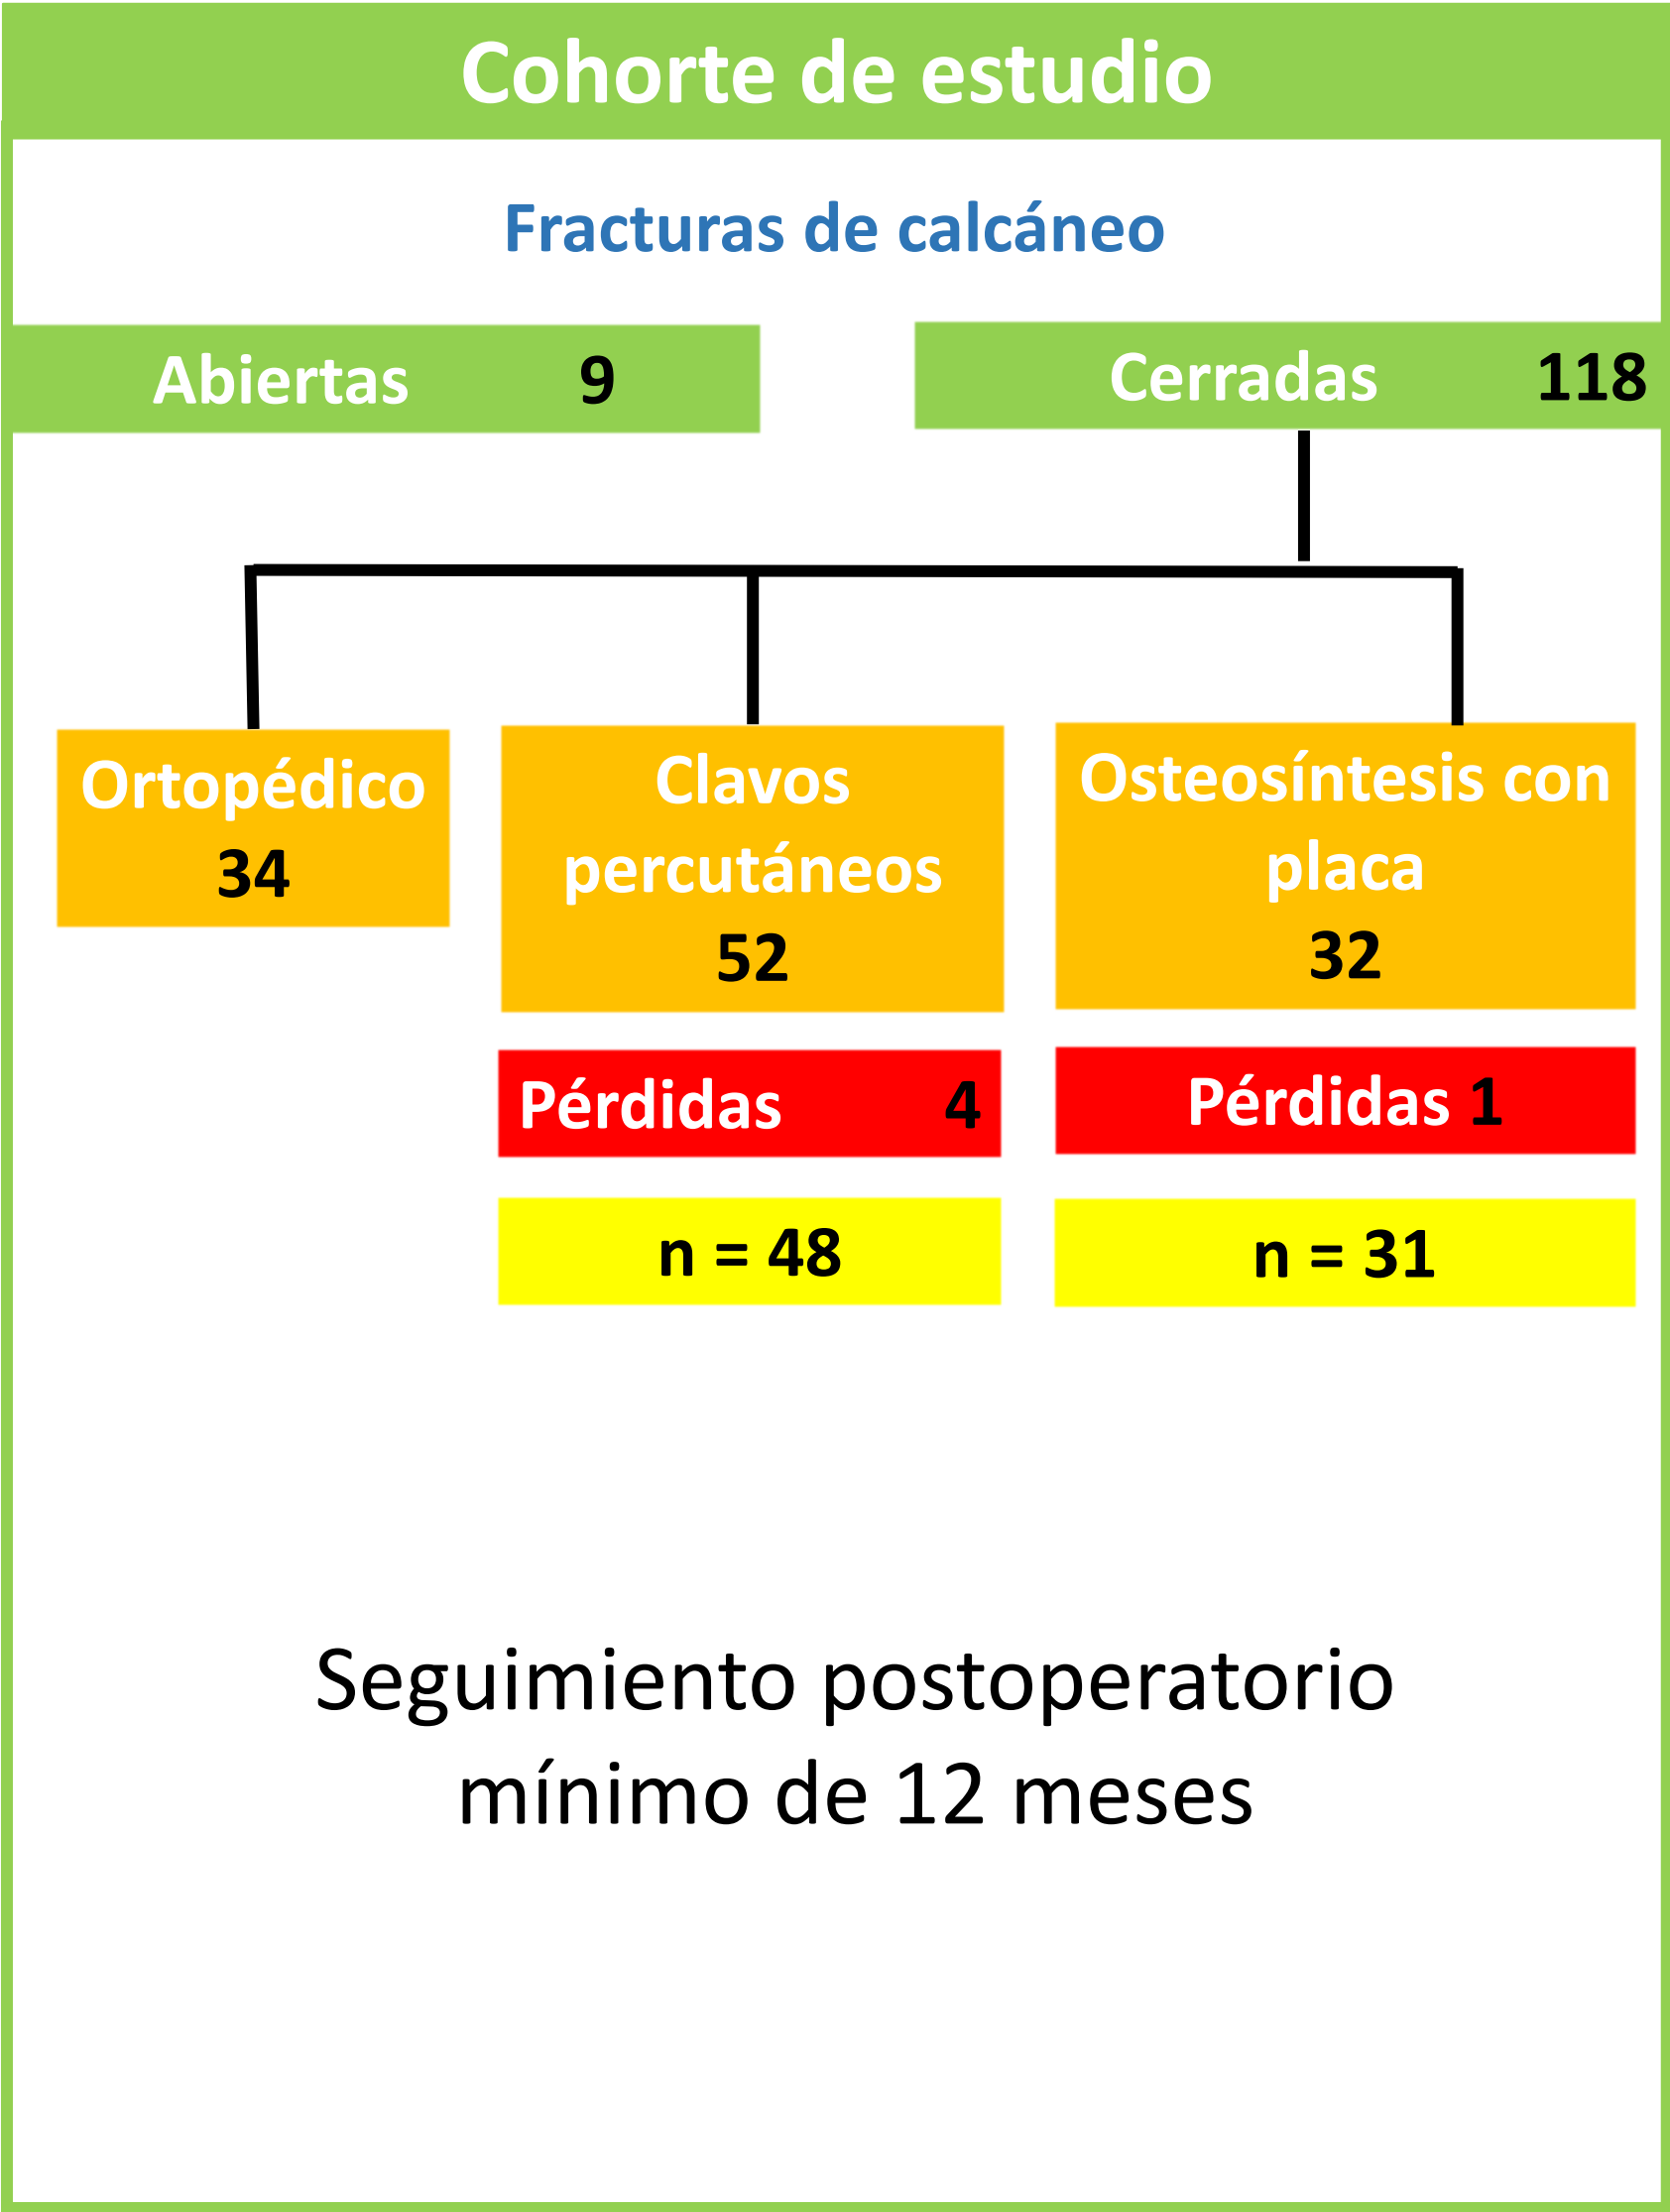 Cohorte de estudio
Fracturas de calcáneo
Abiertas 9
Cerradas 118
Ortopédico
34
Clavos
percutáneos
52
Osteosíntesis con
placa
32
Pérdidas 4
Pérdidas 1
n = 48
n = 31
Seguimiento postoperatorio
mínimo de 12 meses